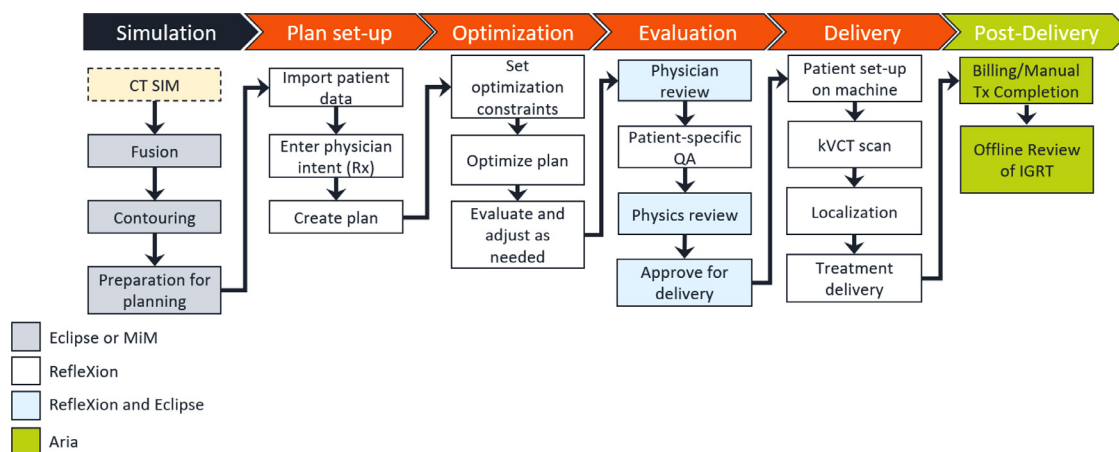 Simulation
Plan set-up
Optimization
Evaluation
Delivery
Post-Delivery
CT SIM
Fusion
Contouring
Preparation for
planning
Import patient
data
Enter physician
intent (Rx)
Create plan
Set
optimization
constraints
Optimize plan
Evaluate and
adjust as
needed
Physician
review
Patient-specific
QA
Physics review
Approve for
delivery
Patient set-up
on machine
kVCT scan
Localization
Treatment
delivery
Billing/Manual
Tx Completion
Offline Review
of IGRT
Eclipse or MiM
RefleXion
RefleXion and Eclipse
Aria